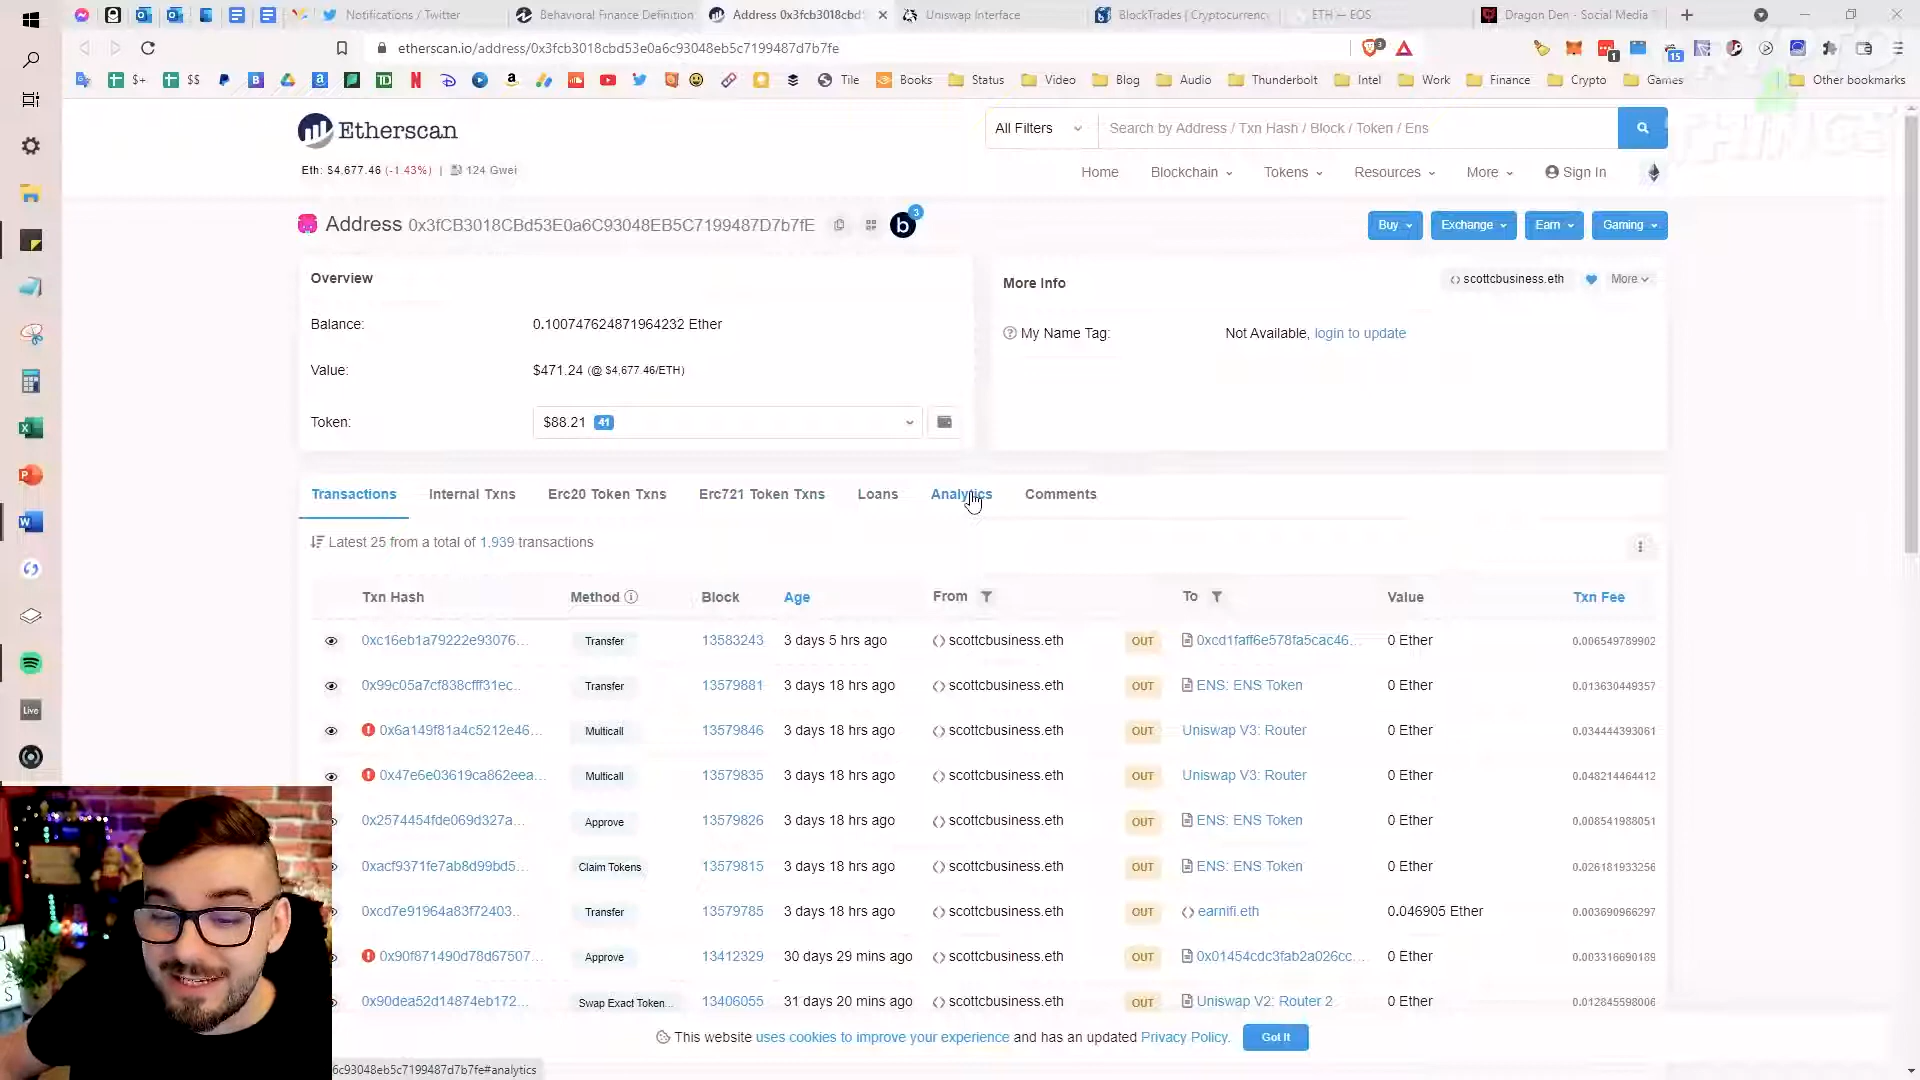 Notifications / Twitter
Behavioral Finance Definition
Address 0x3fcb3018cbd5
Uniswap Interface
BlockTrades | Cryptocurrency
ETH — EOS
Dragon Den - Social Media
etherscan.io/address/0x3fcb3018cbd53e0a6c93048eb5c7199487d7b7fe
3
1
15
$+
$$
B
TD
N
a
Tile
Books
Status
Video
Blog
Audio
Thunderbolt
Intel
Work
Finance
Crypto
Games
Other bookmarks
CRYPTO
THINGS
Etherscan
All Filters
Search by Address / Txn Hash / Block / Token / Ens
Eth: $4,677.46 (-1.43%) | 124 Gwei
Home
Blockchain
Tokens
Resources
More
Sign In
Address 0x3fCB3018CBd53E0a6C93048EB5C7199487D7b7fE
b
3
Buy
Exchange
Earn
Gaming
Overview
Balance:
0.100747624871964232 Ether
Value:
$471.24 (@ $4,677.46/ETH)
Token:
$88.21 41
More Info
scottcbusiness.eth
More
My Name Tag:
Not Available, login to update
Transactions
Internal Txns
Erc20 Token Txns
Erc721 Token Txns
Loans
Analytics
Comments
Latest 25 from a total of 1,939 transactions
Txn Hash Method Block Age From To Value Txn Fee
0xc16eb1a79222e93076... Transfer 13583243 3 days 5 hrs ago scottcbusiness.eth OUT 0xcd1faff6e578fa5cac46... 0 Ether 0.006549789902
0x99c05a7cf838cfff31ec... Transfer 13579881 3 days 18 hrs ago scottcbusiness.eth OUT ENS: ENS Token 0 Ether 0.013630449357
0x6a149f81a4c5212e46... Multicall 13579846 3 days 18 hrs ago scottcbusiness.eth OUT Uniswap V3: Router 0 Ether 0.034444393061
0x47e6e03619ca862eea... Multicall 13579835 3 days 18 hrs ago scottcbusiness.eth OUT Uniswap V3: Router 0 Ether 0.048214464412
0x2574454fde069d327a... Approve 13579826 3 days 18 hrs ago scottcbusiness.eth OUT ENS: ENS Token 0 Ether 0.008541988051
0xacf9371fe7ab8d99bd5... Claim Tokens 13579815 3 days 18 hrs ago scottcbusiness.eth OUT ENS: ENS Token 0 Ether 0.026181933256
0xcd7e91964a83f72403... Transfer 13579785 3 days 18 hrs ago scottcbusiness.eth OUT earnifi.eth 0.046905 Ether 0.003690966297
0x90f871490d78d67507... Approve 13412329 30 days 29 mins ago scottcbusiness.eth OUT 0x01454cdc3fab2a026cc... 0 Ether 0.003316690189
0x90dea52d14874eb172... Swap Exact Token... 13406055 31 days 20 mins ago scottcbusiness.eth OUT Uniswap V2: Router 2 0 Ether 0.012845598006
This website uses cookies to improve your experience and has an updated Privacy Policy.
Got It
6c93048eb5c7199487d7b7fe#analytics
Live